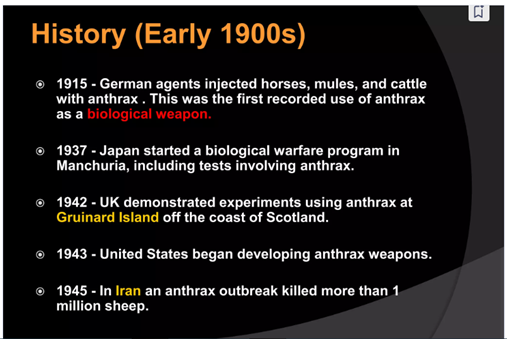 History (Early 1900s)
1915 - German agents injected horses, mules, and cattle
with anthrax . This was the first recorded use of anthrax
as a biological weapon.
1937 - Japan started a biological warfare program in
Manchuria, including tests involving anthrax.
1942 - UK demonstrated experiments using anthrax at
Gruinard Island off the coast of Scotland.
1943 - United States began developing anthrax weapons.
1945 - In Iran an anthrax outbreak killed more than 1
million sheep.